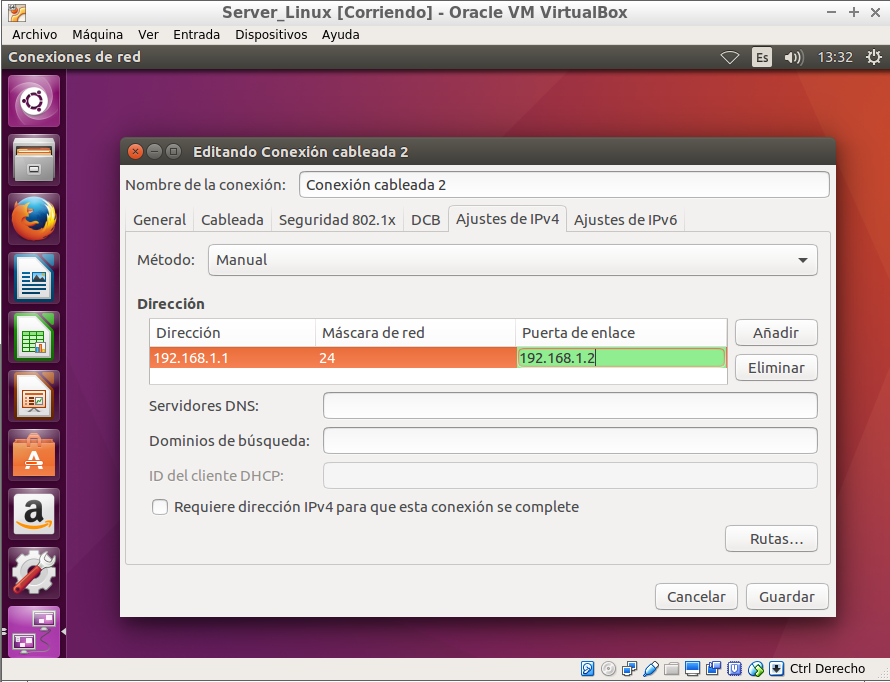 Server_Linux [Corriendo] - Oracle VM VirtualBox
Archivo Máquina Ver Entrada Dispositivos Ayuda
Conexiones de red Es 13:32
Editando Conexión cableada 2
Nombre de la conexión: Conexión cableada 2
General Cableada Seguridad 802.1x DCB Ajustes de IPv4 Ajustes de IPv6
Método: Manual
Dirección
Dirección Máscara de red Puerta de enlace Añadir
192.168.1.1 24 192.168.1.2
Eliminar
Servidores DNS:
Dominios de búsqueda:
ID del cliente DHCP:
Requiere dirección IPv4 para que esta conexión se complete
Rutas...
Cancelar Guardar
Ctrl Derecho